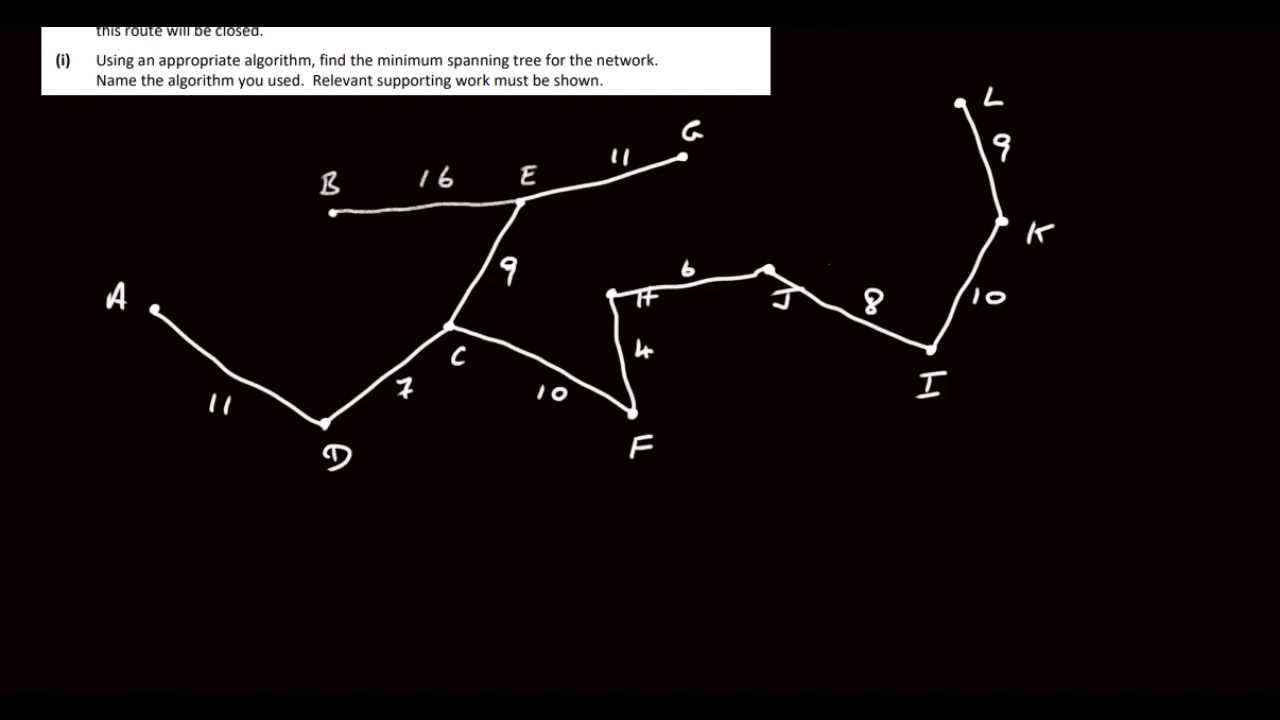 this route will be closed.
(i) Using an appropriate algorithm, find the minimum spanning tree for the network.
Name the algorithm you used. Relevant supporting work must be shown.
L
G
9
11
B 16 E
K
9
6
A H J 8 10
4
C
7 10 I
11
D F